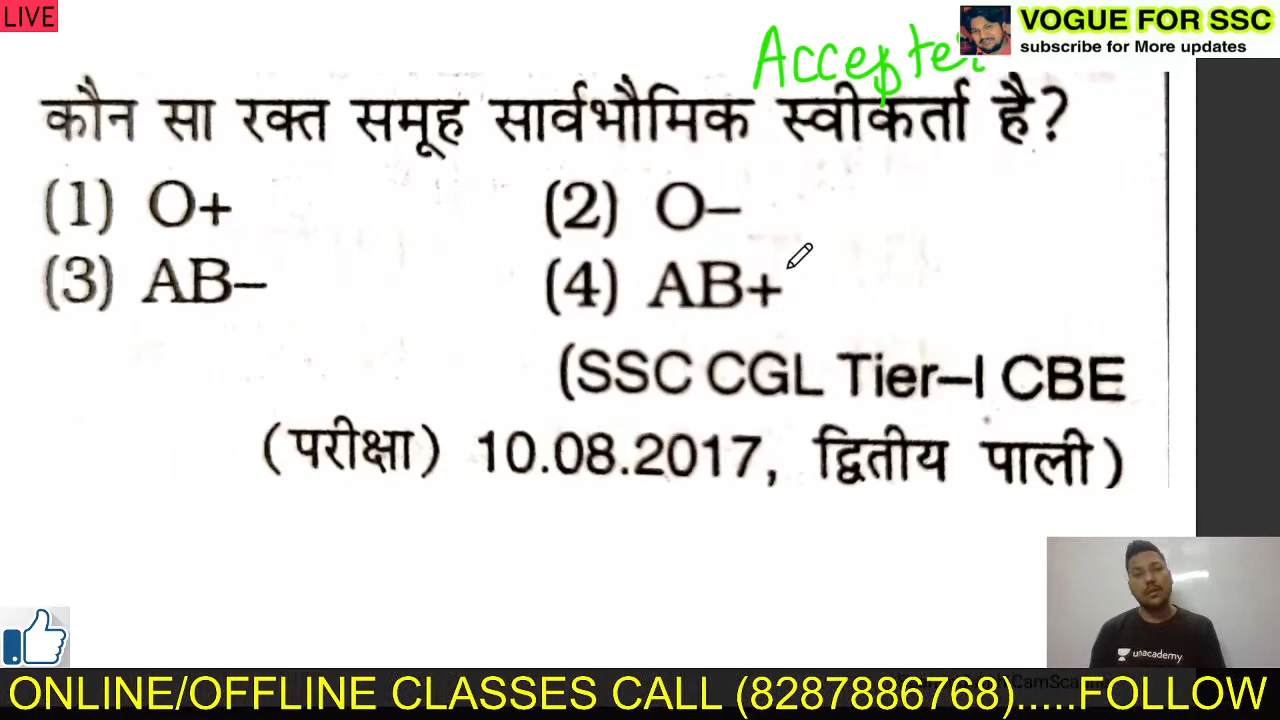 LIVE
VOGUE FOR SSC
subscribe for More updates
कौन सा रक्त समूह सार्वभौमिक स्वीकर्ता है?
(1) O+ (2) O–
(3) AB– (4) AB+
(SSC CGL Tier–I CBE
(परीक्षा) 10.08.2017, द्वितीय पाली)
unacademy
ONLINE/OFFLINE CLASSES CALL (8287886768).....FOLLOW